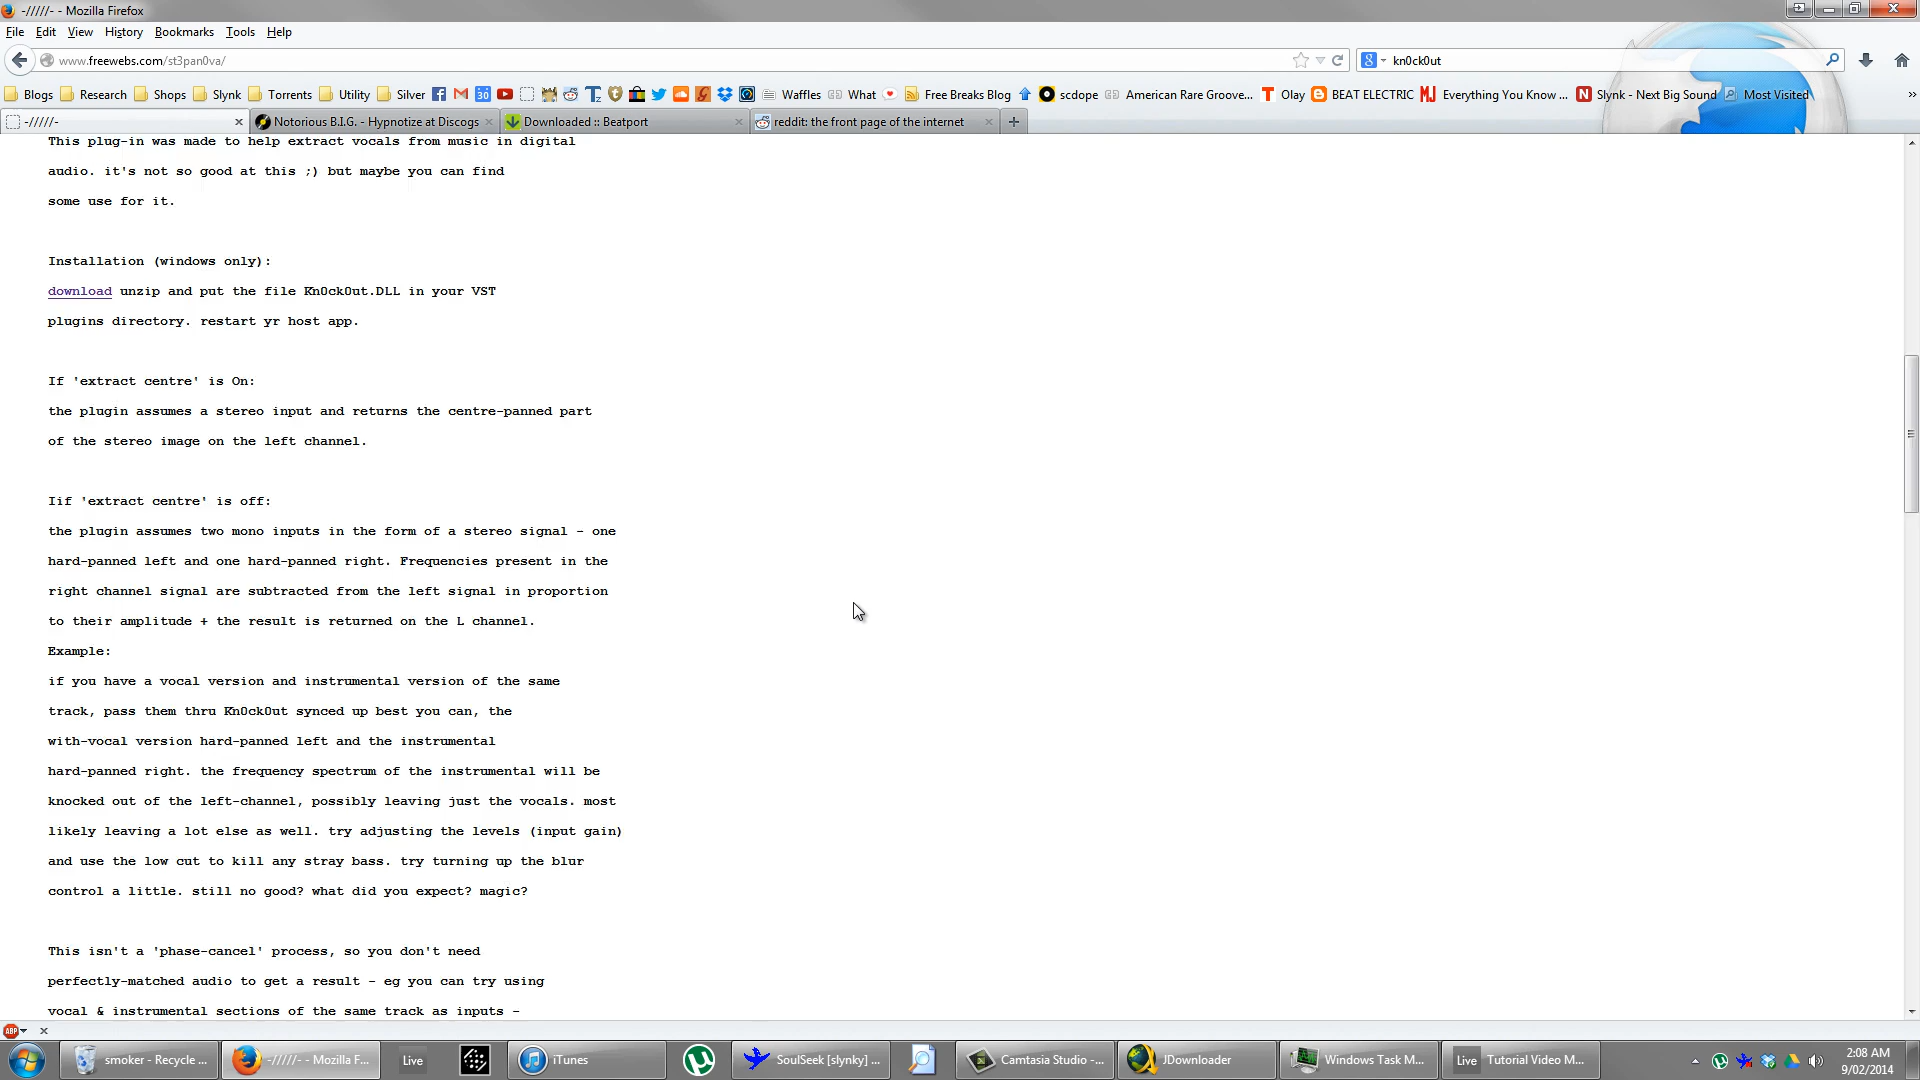 -/////- - Mozilla Firefox
File Edit View History Bookmarks Tools Help
www.freewebs.com/st3pan0va/
kn0ck0ut
Blogs Research Shops Slynk Torrents Utility Silver Waffles What Free Breaks Blog scdope American Rare Groove... Olay BEAT ELECTRIC Everything You Know ... Slynk - Next Big Sound Most Visited
-/////- Notorious B.I.G. - Hypnotize at Discogs Downloaded :: Beatport reddit: the front page of the internet
This plug-in was made to help extract vocals from music in digital
audio. it's not so good at this ;) but maybe you can find
some use for it.
Installation (windows only):
download unzip and put the file Kn0ck0ut.DLL in your VST
plugins directory. restart yr host app.
If 'extract centre' is On:
the plugin assumes a stereo input and returns the centre-panned part
of the stereo image on the left channel.
Iif 'extract centre' is off:
the plugin assumes two mono inputs in the form of a stereo signal - one
hard-panned left and one hard-panned right. Frequencies present in the
right channel signal are subtracted from the left signal in proportion
to their amplitude + the result is returned on the L channel.
Example:
if you have a vocal version and instrumental version of the same
track, pass them thru Kn0ck0ut synced up best you can, the
with-vocal version hard-panned left and the instrumental
hard-panned right. the frequency spectrum of the instrumental will be
knocked out of the left-channel, possibly leaving just the vocals. most
likely leaving a lot else as well. try adjusting the levels (input gain)
and use the low cut to kill any stray bass. try turning up the blur
control a little. still no good? what did you expect? magic?
This isn't a 'phase-cancel' process, so you don't need
perfectly-matched audio to get a result - eg you can try using
vocal & instrumental sections of the same track as inputs -
ABP
smoker - Recycle ... -/////- - Mozilla F... Live iTunes SoulSeek [slynky] ... Camtasia Studio -... JDownloader Windows Task M... Live Tutorial Video M...
2:08 AM
9/02/2014